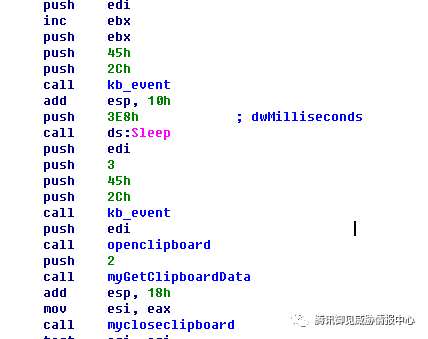 push edi
inc ebx
push ebx
push 45h
push 2Ch
call kb_event
add esp, 10h
push 3E8h ; dwMilliseconds
call ds:Sleep
push edi
push 3
push 45h
push 2Ch
call kb_event
push edi
call openclipboard
push 2
call myGetClipboardData
add esp, 18h
mov esi, eax
call mycloseclipboard
腾讯御见威胁情报中心